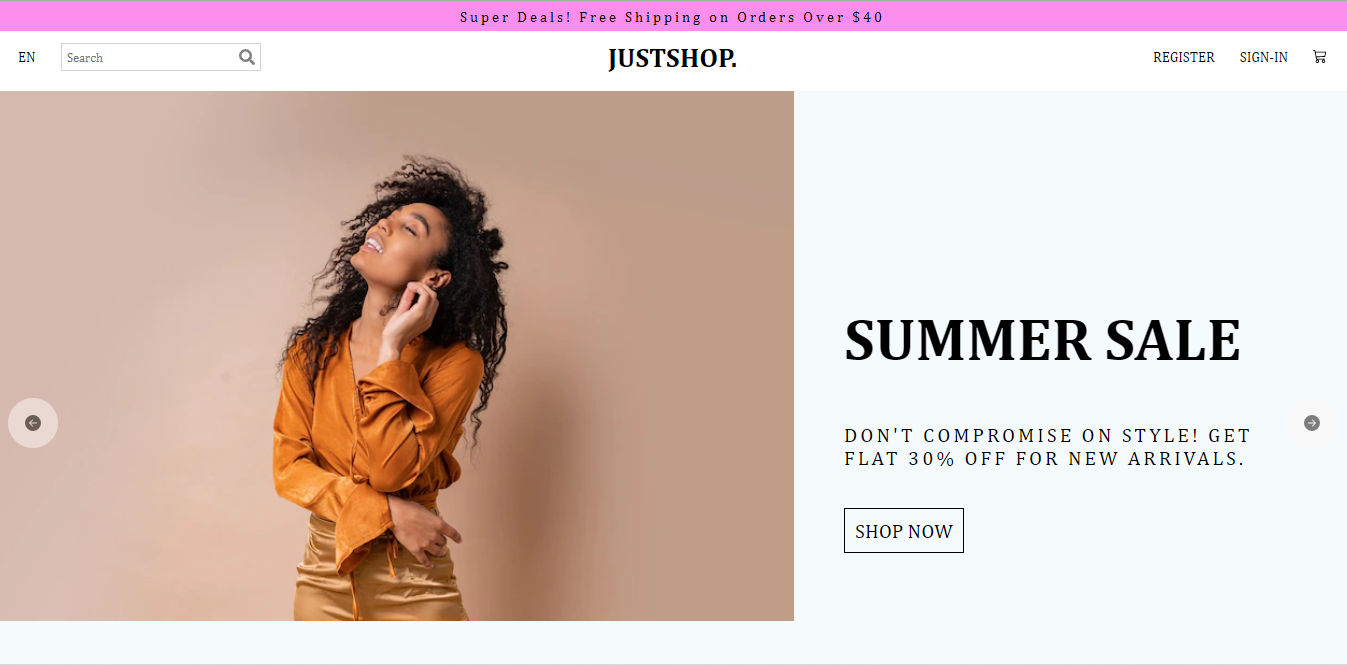 Super Deals! Free Shipping on Orders Over $40
EN
Search
JUSTSHOP.
REGISTER
SIGN-IN
SUMMER SALE
DON'T COMPROMISE ON STYLE! GET
FLAT 30% OFF FOR NEW ARRIVALS.
SHOP NOW